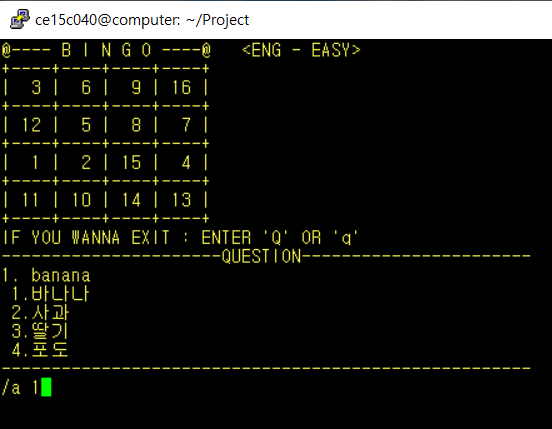 ce15c040@computer: ~/Project
@---- B I N G O ----@   <ENG - EASY>
+----+----+----+----+
|  3 |  6 |  9 | 16 |
+----+----+----+----+
| 12 |  5 |  8 |  7 |
+----+----+----+----+
|  1 |  2 | 15 |  4 |
+----+----+----+----+
| 11 | 10 | 14 | 13 |
+----+----+----+----+
IF YOU WANNA EXIT : ENTER 'Q' OR 'q'
----------------------QUESTION-----------------------
1. banana
 1.바나나
 2.사과
 3.딸기
 4.포도
-----------------------------------------------------
/a 1